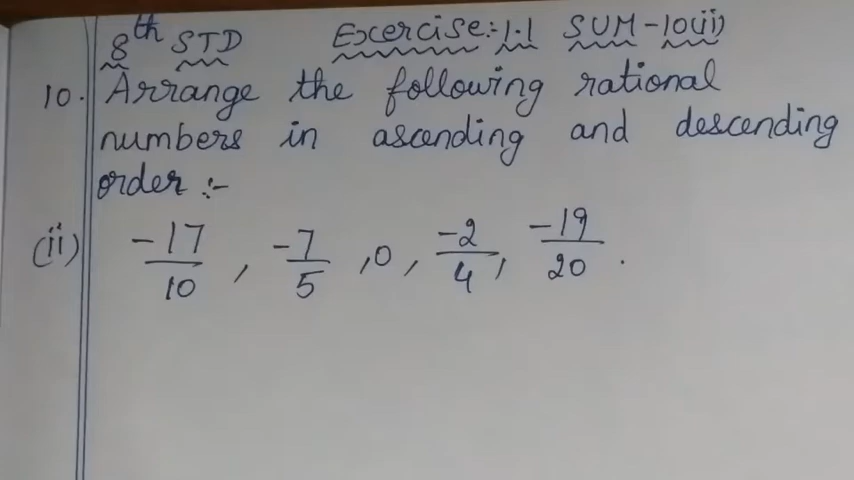 8th STD Exercise:-1.1 SUM-10(ii)
10. Arrange the following rational
numbers in ascending and descending
order :-
(ii) -17/10, -7/5, 0, -2/4, -19/20.